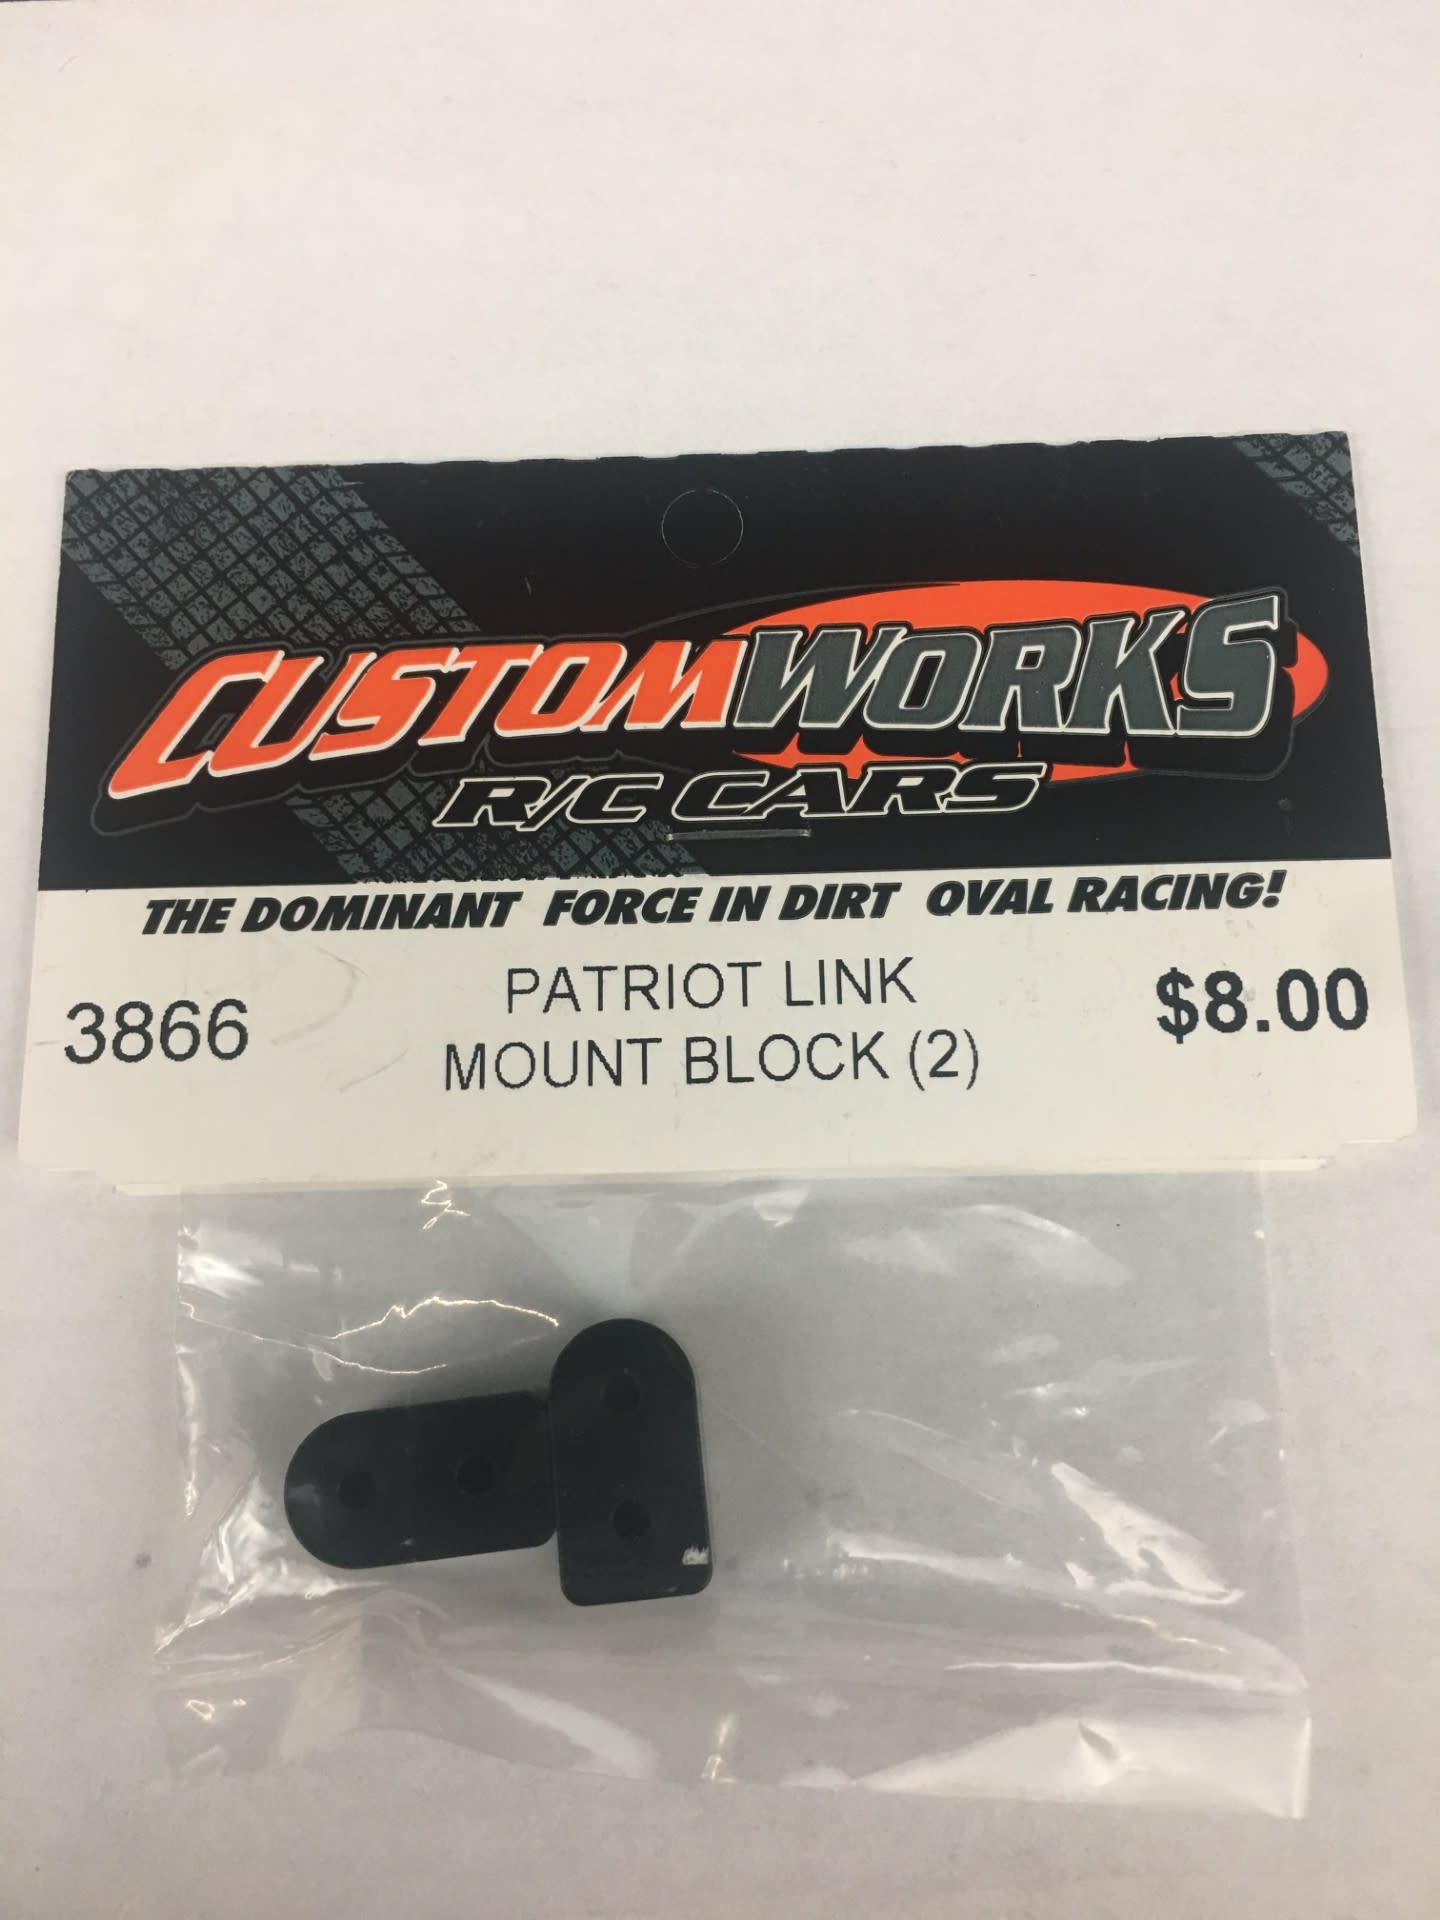 CUSTOMWORKS
R/C CARS
THE DOMINANT FORCE IN DIRT OVAL RACING!
3866
PATRIOT LINK
MOUNT BLOCK (2)
$8.00